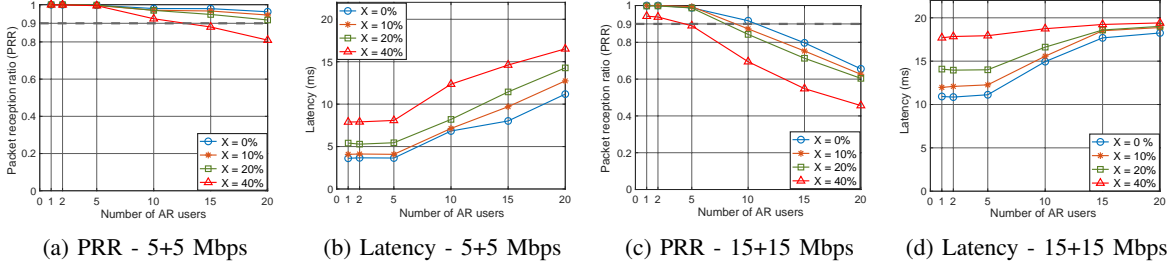 1
0.9
0.8
0.6
0.4
0.2
0
Packet reception ratio (PRR)
X = 0%
X = 10%
X = 20%
X = 40%
0 1 2 5 10 15 20
Number of AR users
(a) PRR - 5+5 Mbps
20
15
10
5
0
Latency (ms)
X = 0%
X = 10%
X = 20%
X = 40%
0 1 2 5 10 15 20
Number of AR users
(b) Latency - 5+5 Mbps
1
0.9
0.8
0.6
0.4
0.2
0
Packet reception ratio (PRR)
X = 0%
X = 10%
X = 20%
X = 40%
0 1 2 5 10 15 20
Number of AR users
(c) PRR - 15+15 Mbps
20
15
10
5
0
Latency (ms)
X = 0 %
X = 10%
X = 20%
X = 40%
0 1 2 5 10 15 20
Number of AR users
(d) Latency - 15+15 Mbps